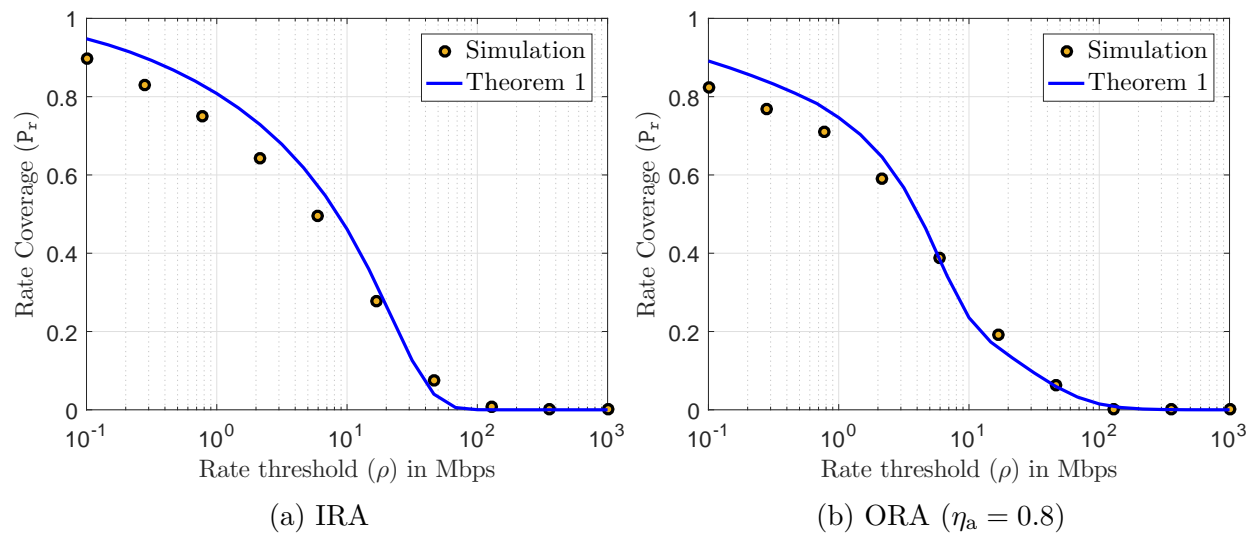 1
0.8
0.6
0.4
0.2
0
Rate Coverage (P_r)
Simulation
Theorem 1
10^-1 10^0 10^1 10^2 10^3
Rate threshold (ρ) in Mbps
(a) IRA
1
0.8
0.6
0.4
0.2
0
Rate Coverage (P_r)
Simulation
Theorem 1
10^-1 10^0 10^1 10^2 10^3
Rate threshold (ρ) in Mbps
(b) ORA (η_a = 0.8)